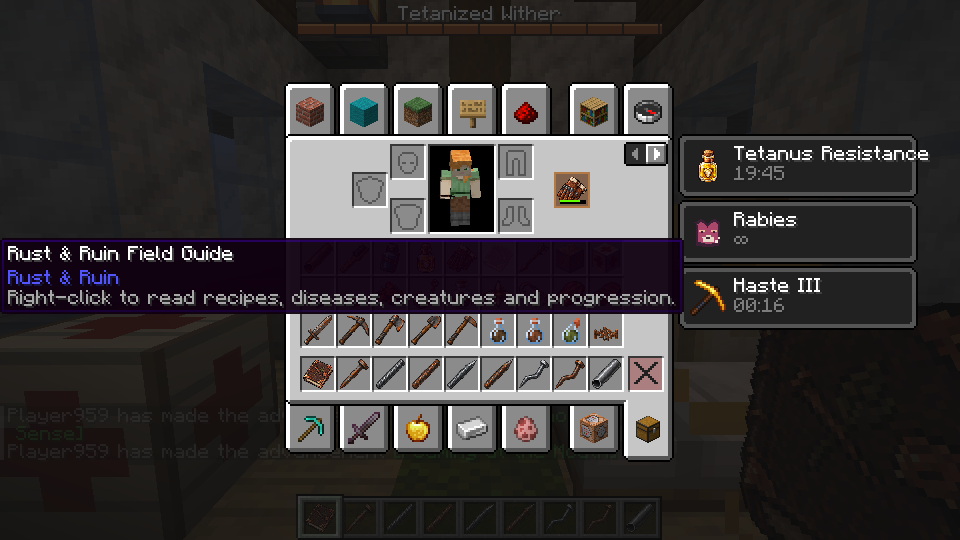 Tetanized Wither
Tetanus Resistance
19:45
Rabies
∞
Haste III
00:16
Rust & Ruin Field Guide
Rust & Ruin
Right-click to read recipes, diseases, creatures and progression.
Player959 has made the ad
Sense]
Player959 has made the advancement